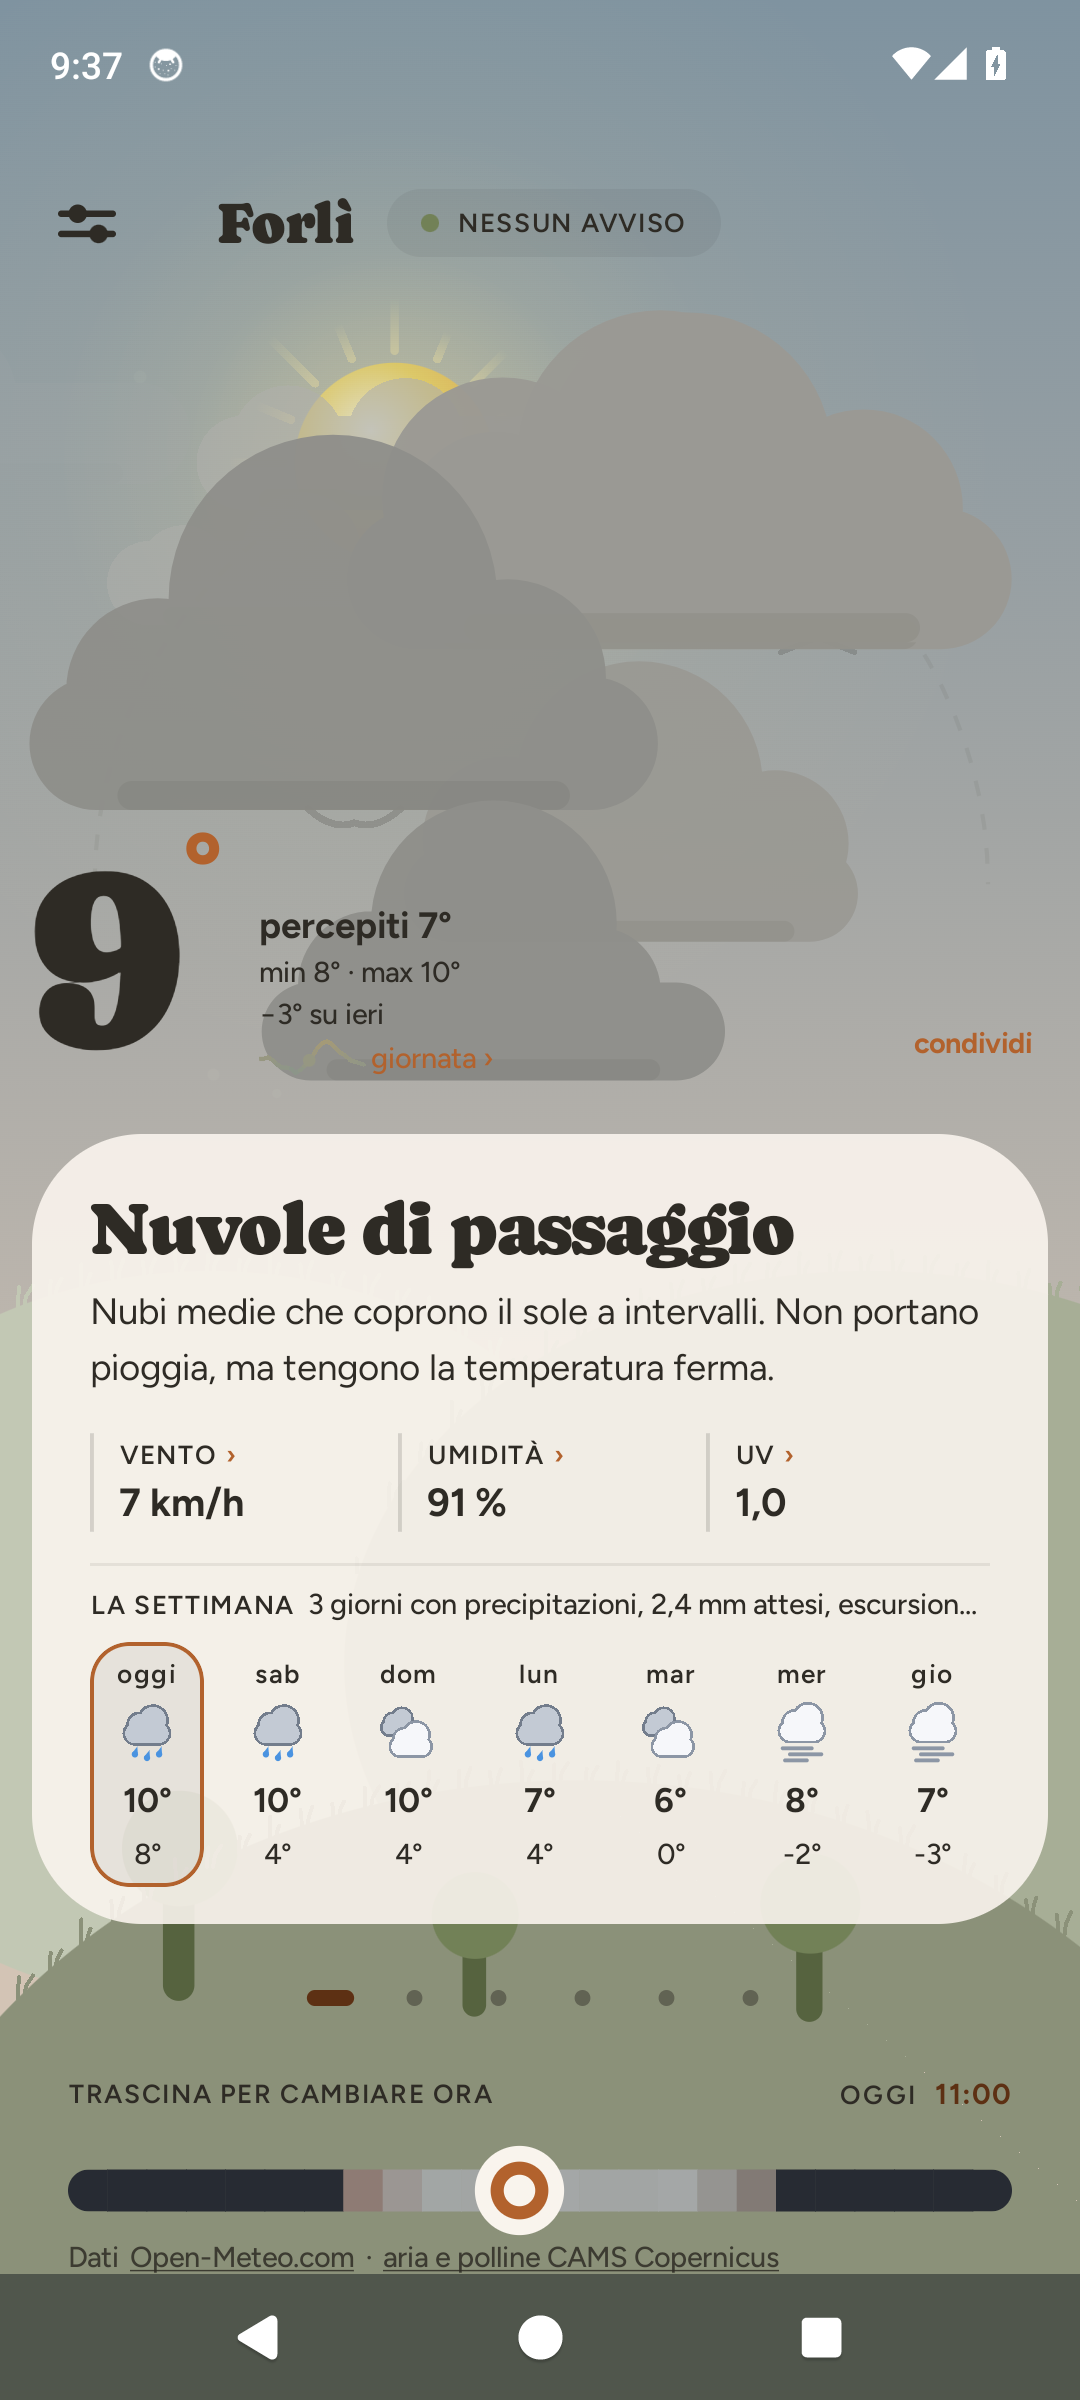 9:37
Forlì
NESSUN AVVISO
9°
percepiti 7°
min 8° · max 10°
−3° su ieri
giornata ›
condividi
Nuvole di passaggio
Nubi medie che coprono il sole a intervalli. Non portano
pioggia, ma tengono la temperatura ferma.
VENTO › UMIDITÀ › UV ›
7 km/h 91 % 1,0
LA SETTIMANA 3 giorni con precipitazioni, 2,4 mm attesi, escursion...
oggi sab dom lun mar mer gio
10° 10° 10° 7° 6° 8° 7°
8° 4° 4° 4° 0° -2° -3°
TRASCINA PER CAMBIARE ORA OGGI 11:00
Dati Open-Meteo.com · aria e polline CAMS Copernicus